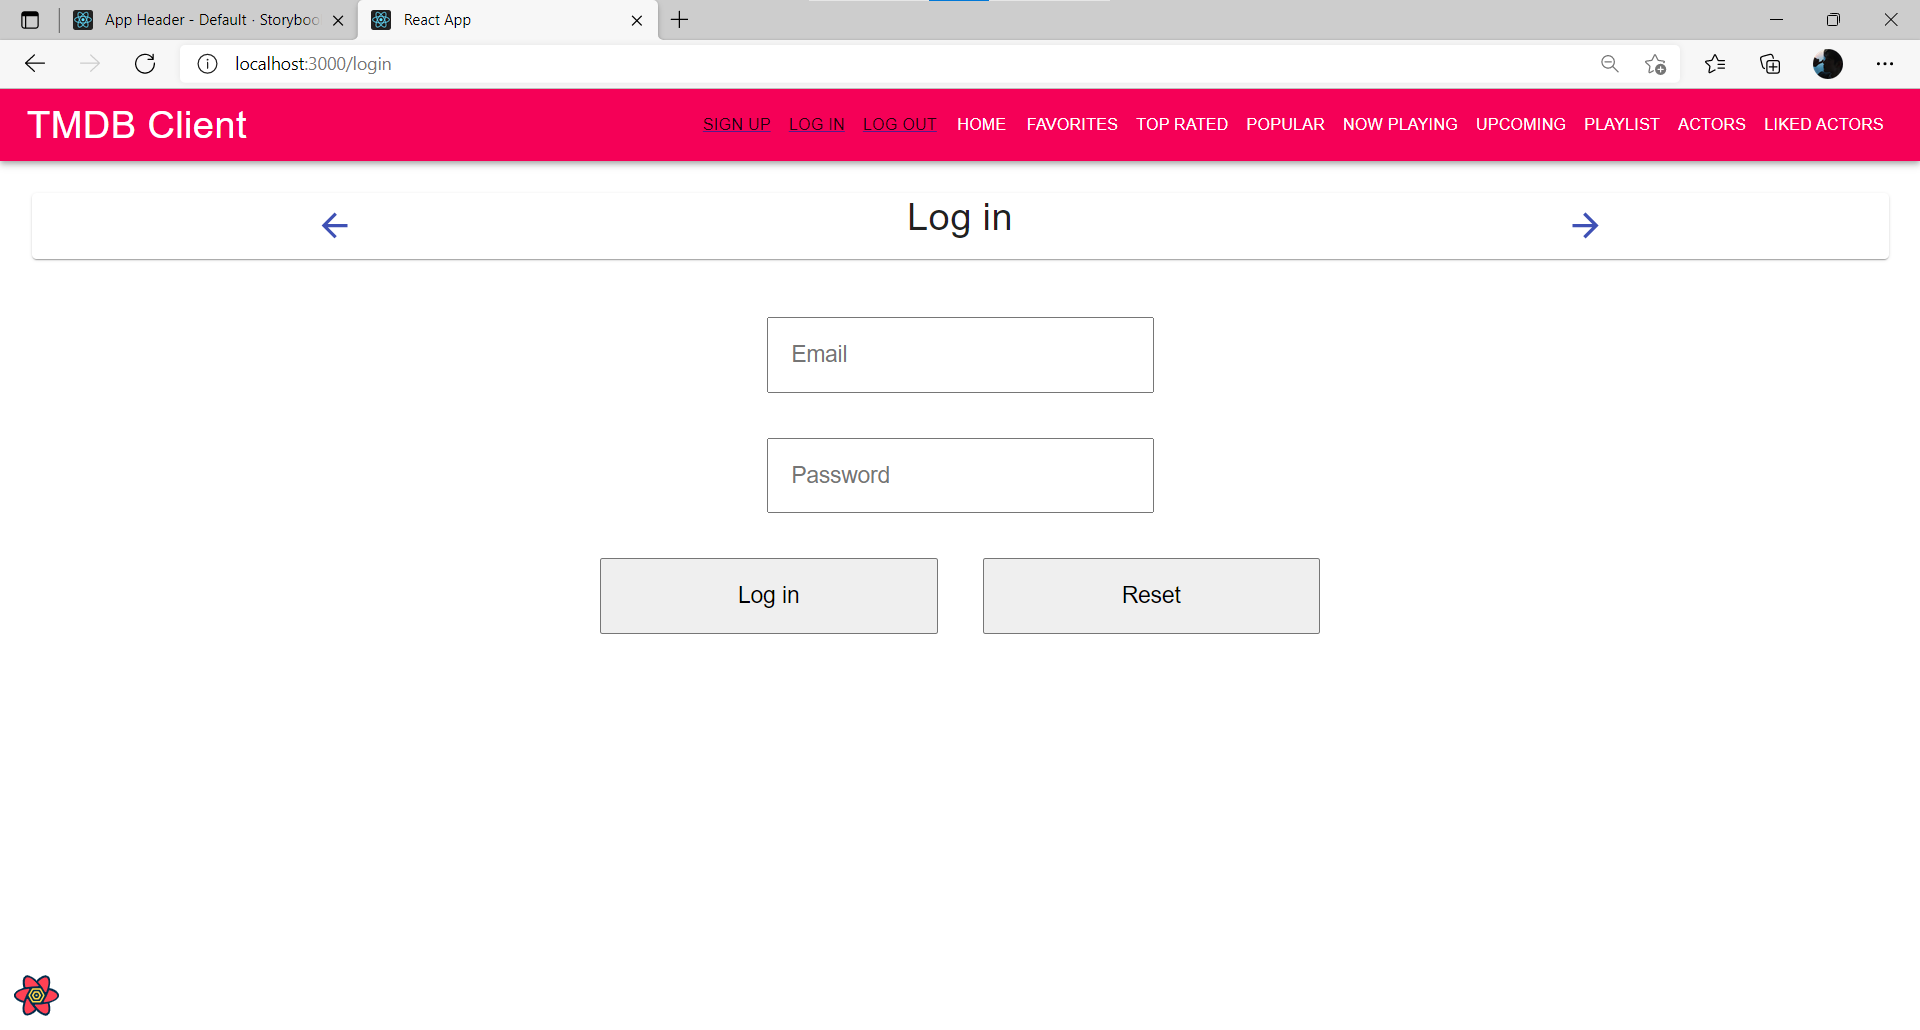 App Header - Default · Storyboo
React App
localhost:3000/login
TMDB Client
SIGN UP LOG IN LOG OUT HOME FAVORITES TOP RATED POPULAR NOW PLAYING UPCOMING PLAYLIST ACTORS LIKED ACTORS
Log in
Email
Password
Log in
Reset